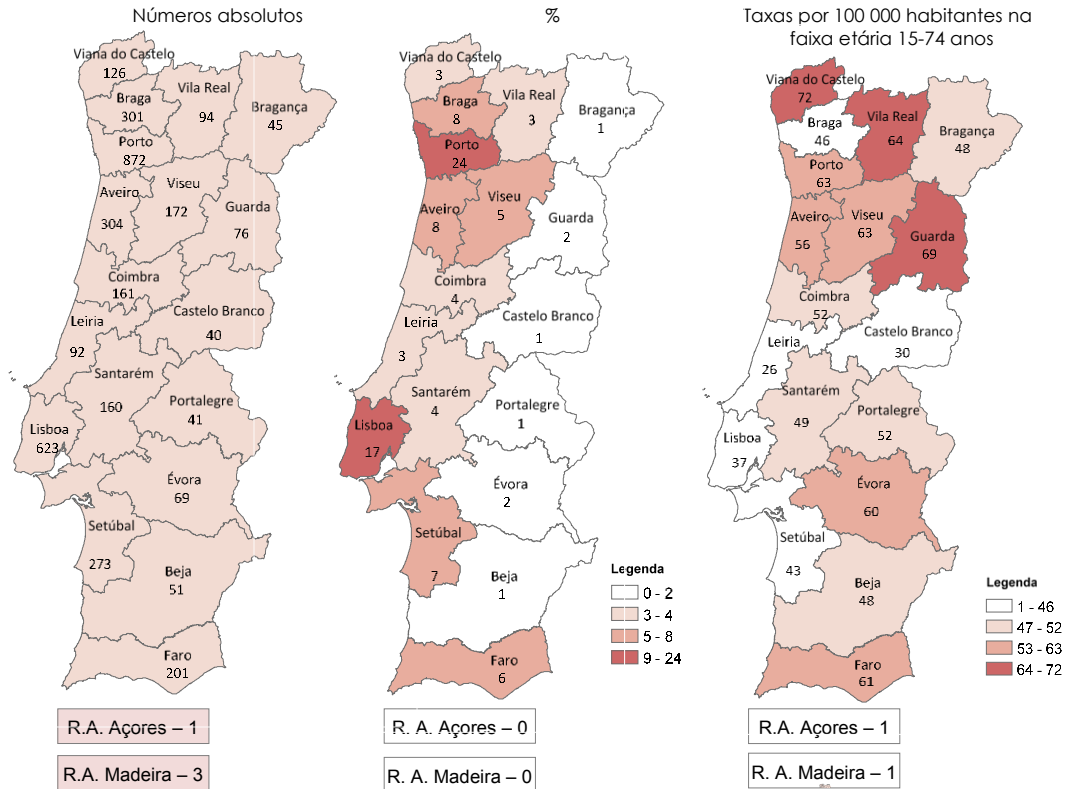 Números absolutos
Viana do Castelo
126
Braga
301
Vila Real
94
Bragança
45
Porto
872
Aveiro
304
Viseu
172
Guarda
76
Coimbra
161
Castelo Branco
40
Leiria
92
Santarém
160
Portalegre
41
Lisboa
623
Évora
69
Setúbal
273
Beja
51
Faro
201
R.A. Açores – 1
R.A. Madeira – 3
%
Viana do Castelo
3
Braga
8
Vila Real
3
Bragança
1
Porto
24
Aveiro
8
Viseu
5
Guarda
2
Coimbra
4
Castelo Branco
1
Leiria
3
Santarém
4
Portalegre
1
Lisboa
17
Évora
2
Setúbal
7
Beja
1
Faro
6
Legenda
0 - 2
3 - 4
5 - 8
9 - 24
R.A. Açores – 0
R. A. Madeira – 0
Taxas por 100 000 habitantes na
faixa etária 15-74 anos
Viana do Castelo
72
Braga
46
Vila Real
64
Bragança
48
Porto
63
Aveiro
56
Viseu
63
Guarda
69
Coimbra
52
Castelo Branco
30
Leiria
26
Santarém
49
Portalegre
52
Lisboa
37
Évora
60
Setúbal
43
Beja
48
Faro
61
Legenda
1 - 46
47 - 52
53 - 63
64 - 72
R.A. Açores – 1
R. A. Madeira – 1